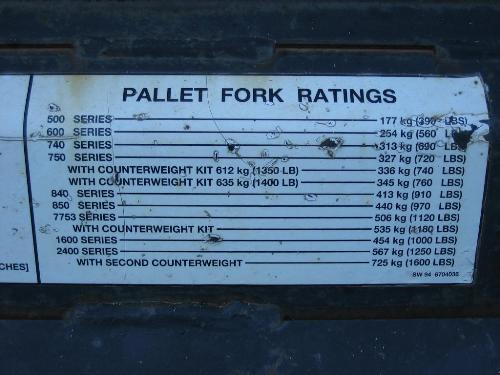 PALLET FORK RATINGS
500 SERIES 177 kg (390 LBS)
600 SERIES 254 kg (560 LBS)
740 SERIES 313 kg (690 LBS)
750 SERIES 327 kg (720 LBS)
WITH COUNTERWEIGHT KIT 612 kg (1350 LB) 336 kg (740 LBS)
WITH COUNTERWEIGHT KIT 635 kg (1400 LB) 345 kg (760 LBS)
840 SERIES 413 kg (910 LBS)
850 SERIES 440 kg (970 LBS)
7753 SERIES 506 kg (1120 LBS)
WITH COUNTERWEIGHT KIT 535 kg (1180 LBS)
1600 SERIES 454 kg (1000 LBS)
2400 SERIES 567 kg (1250 LBS)
WITH SECOND COUNTERWEIGHT 725 kg (1600 LBS)
CHES]
SW 94 6704036